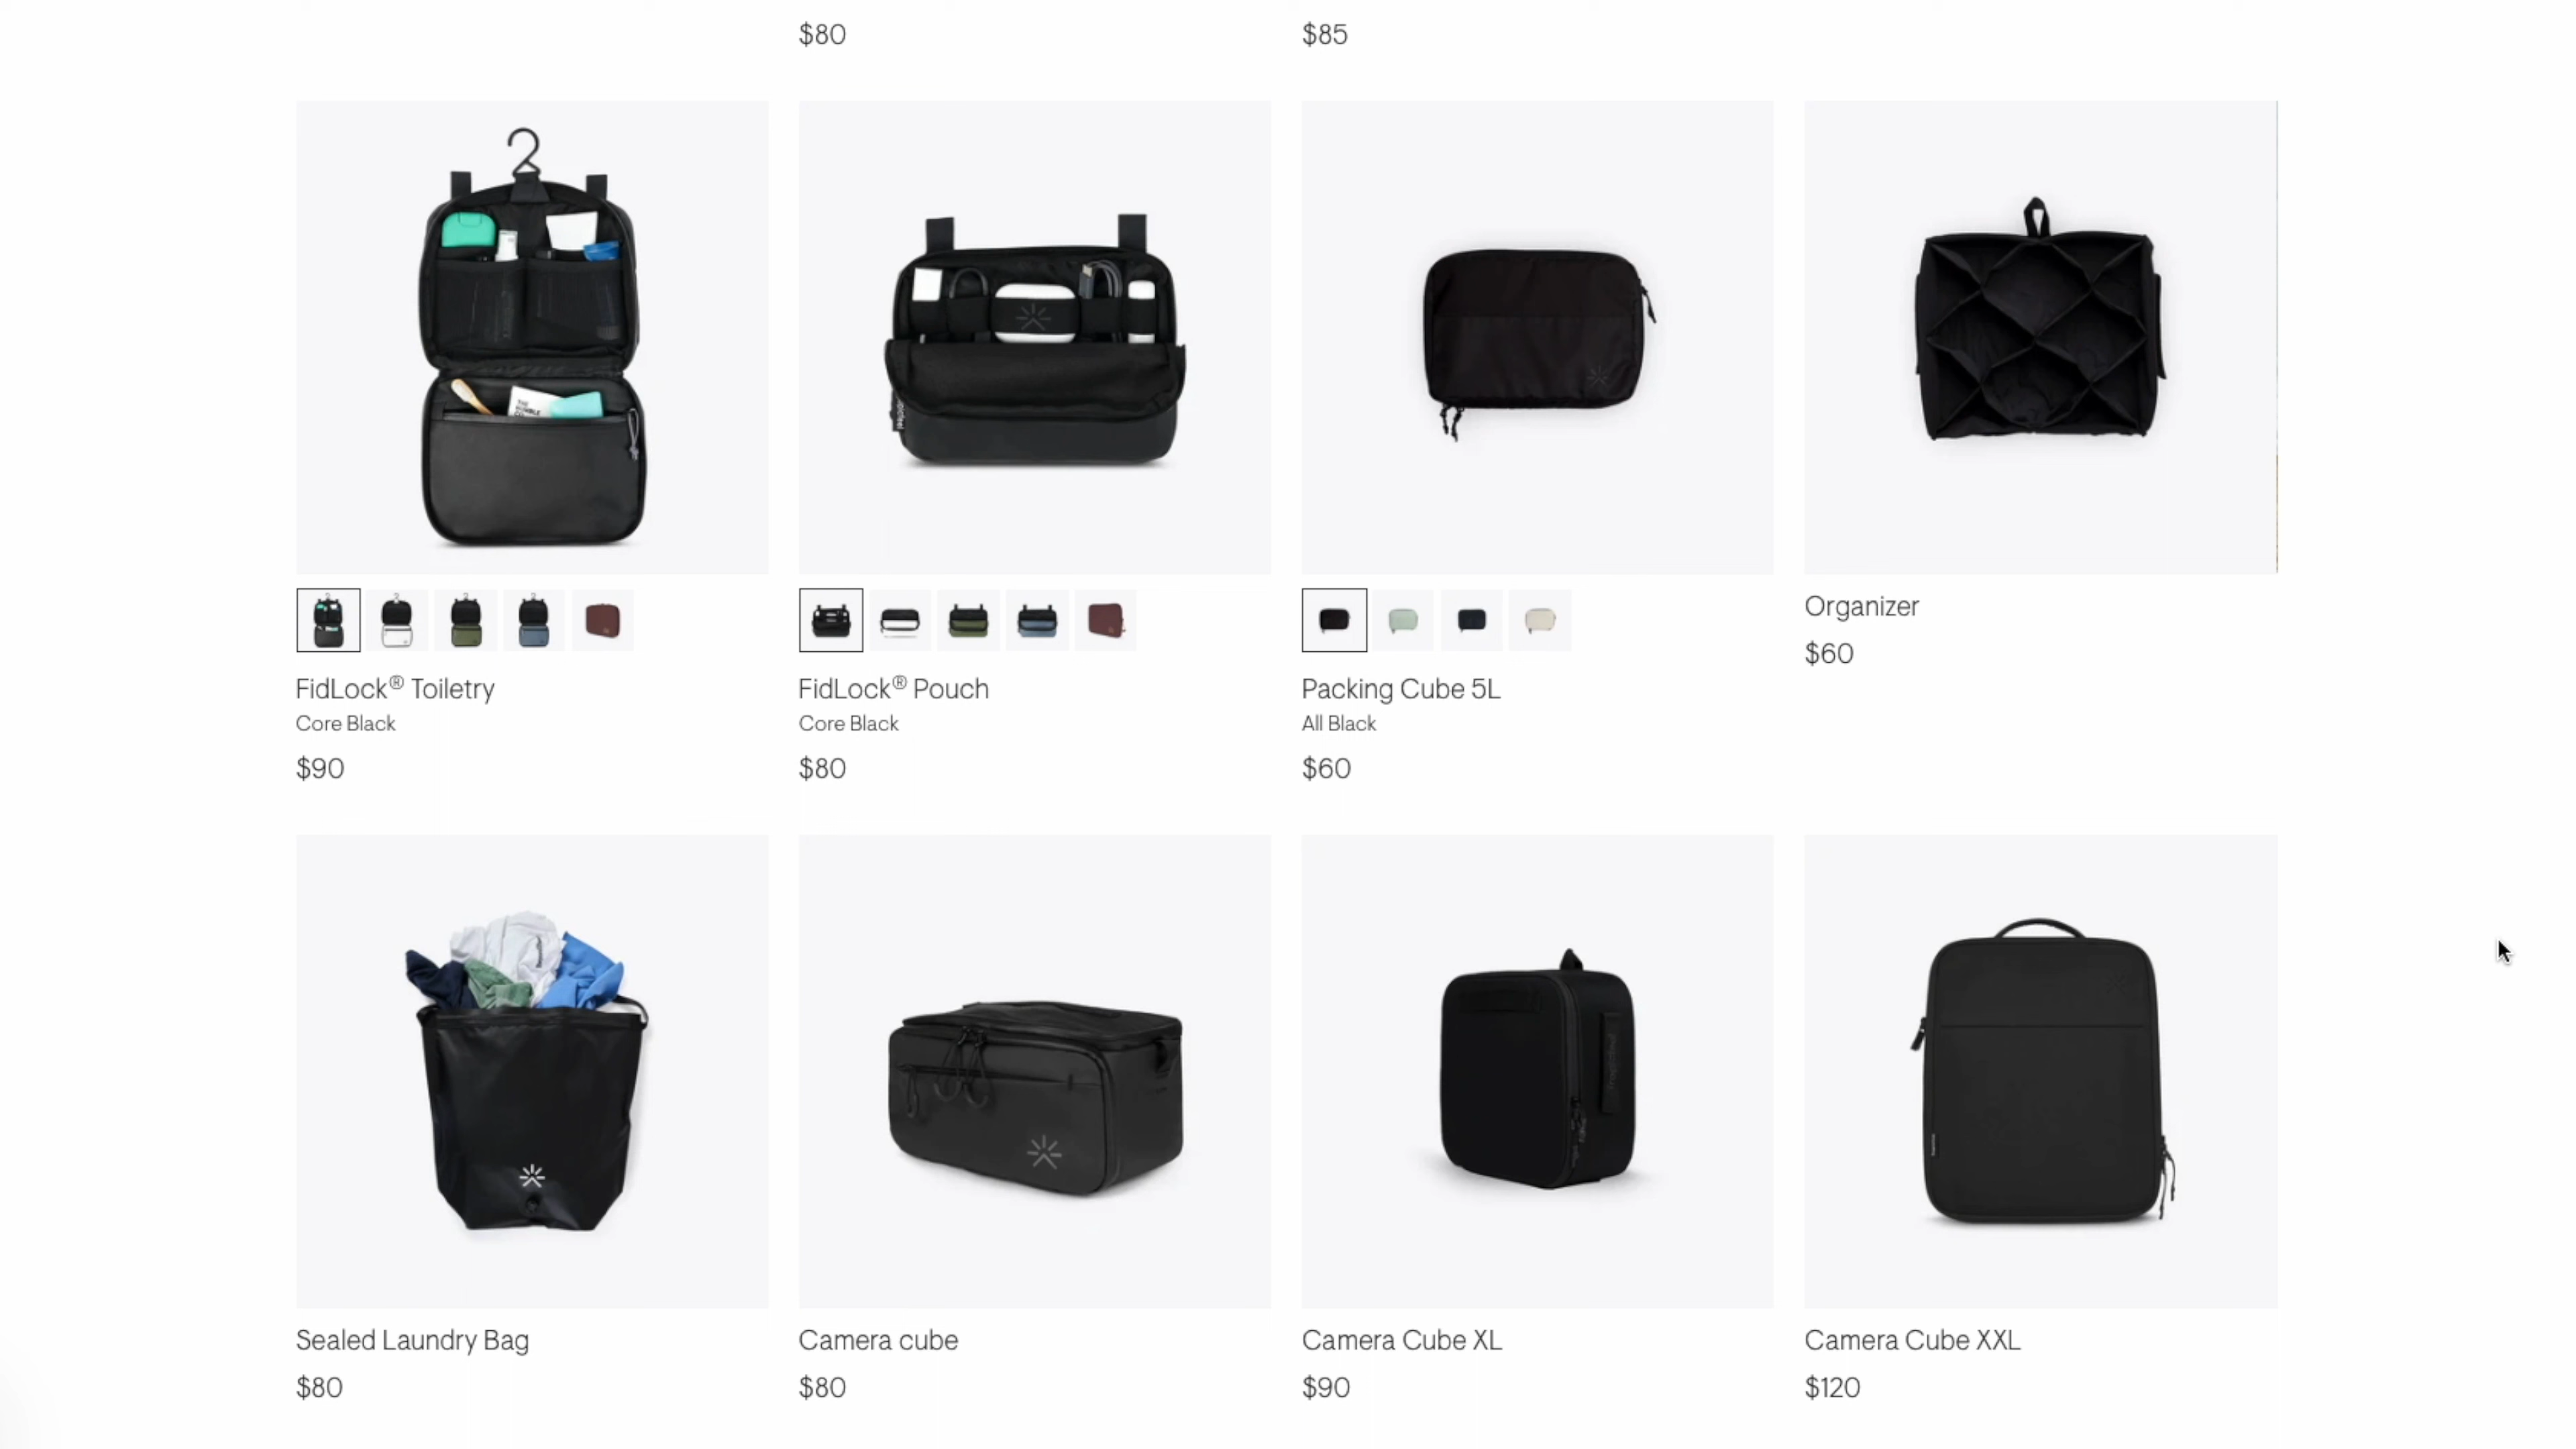 $80
$85
THE
FidLock® Toiletry
Core Black
$90
FidLock® Pouch
Core Black
$80
Packing Cube 5L
All Black
$60
Organizer
$60
Sealed Laundry Bag
$80
Camera cube
$80
Camera Cube XL
$90
Camera Cube XXL
$120